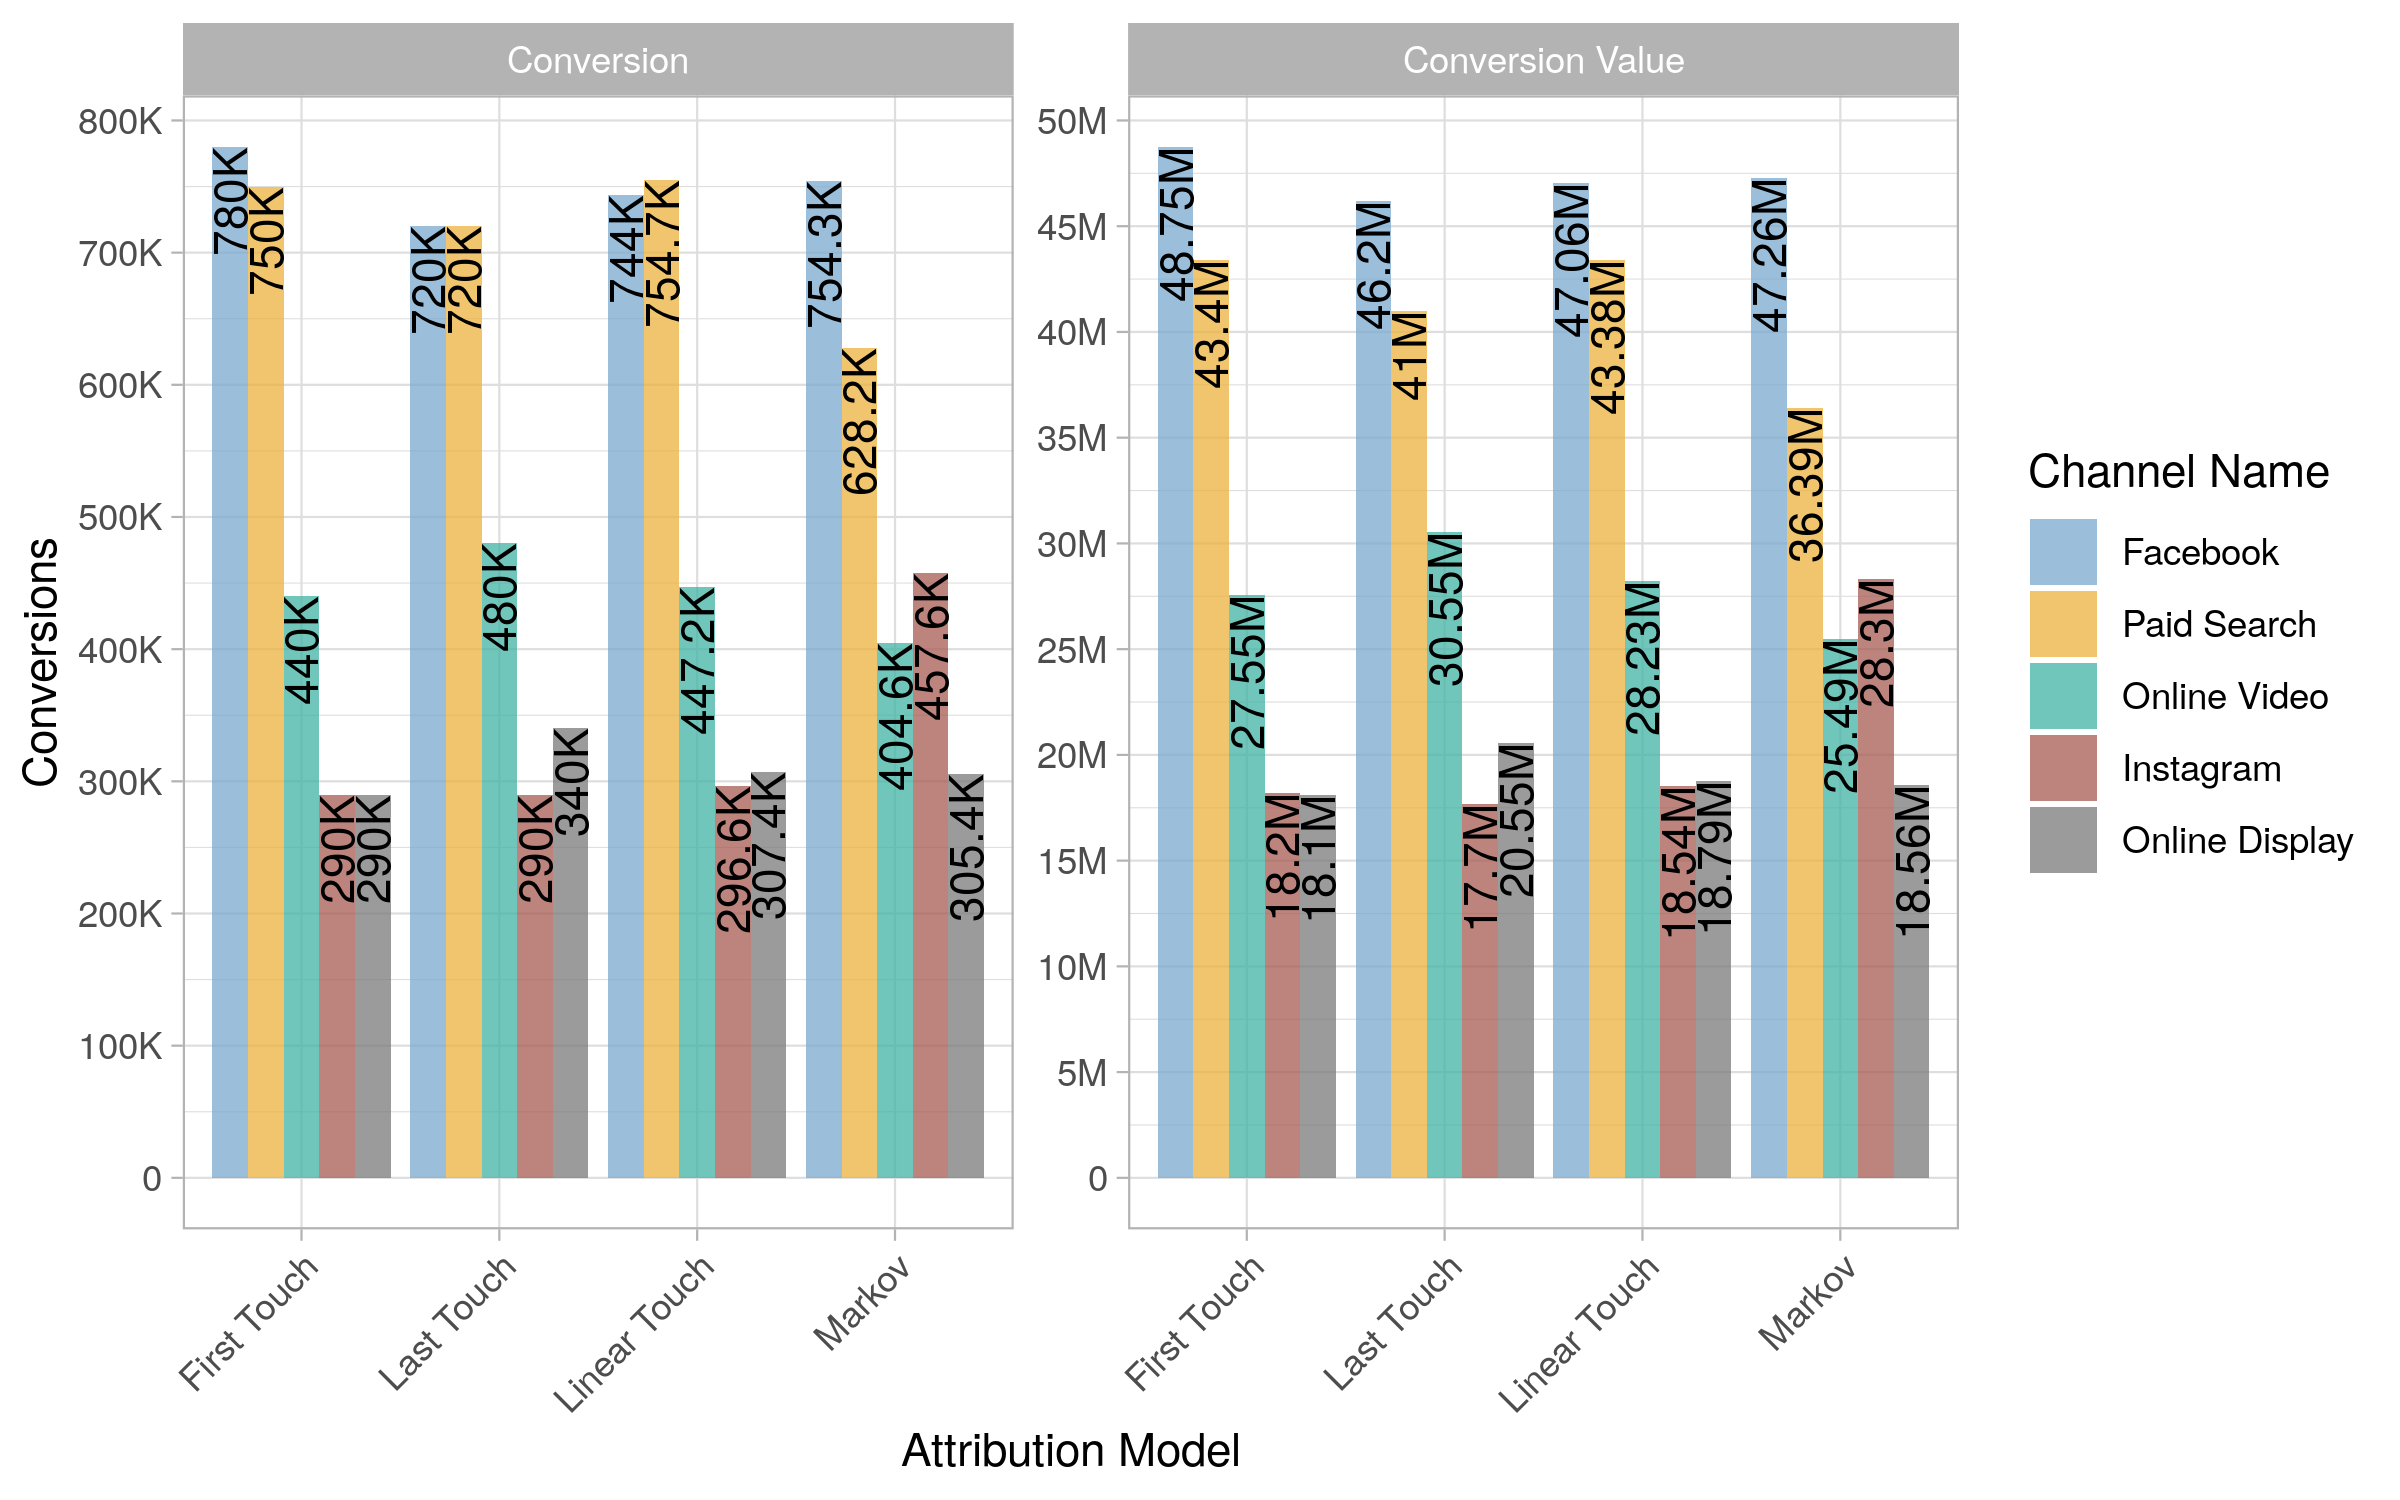 Conversion
Conversion Value
Conversions
800K
700K
600K
500K
400K
300K
200K
100K
0
780K
750K
440K
290K
290K
720K
720K
480K
290K
340K
744K
754.7K
447.2K
296.6K
307.4K
754.3K
628.2K
404.6K
457.6K
305.4K
50M
45M
40M
35M
30M
25M
20M
15M
10M
5M
0
48.75M
43.4M
27.55M
18.2M
18.1M
46.2M
41M
30.55M
17.7M
20.55M
47.06M
43.38M
28.23M
18.54M
18.79M
47.26M
36.39M
25.49M
28.3M
18.56M
First Touch
Last Touch
Linear Touch
Markov
First Touch
Last Touch
Linear Touch
Markov
Attribution Model
Channel Name
Facebook
Paid Search
Online Video
Instagram
Online Display